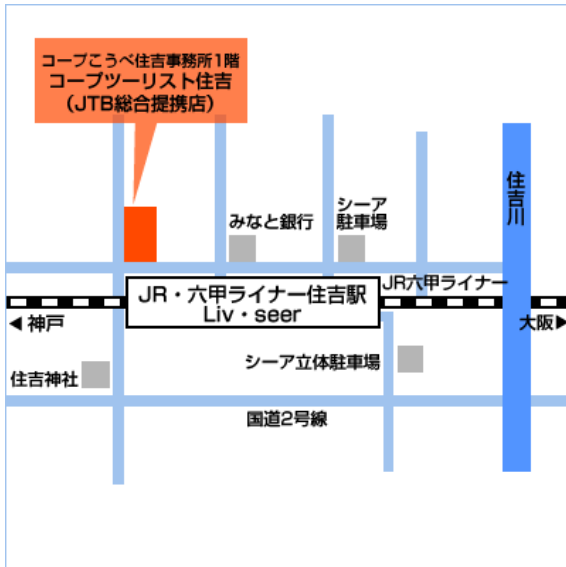 コープこうべ住吉事務所1階
コープツーリスト住吉
(JTB総合提携店)
住吉川
みなと銀行
シーア
駐車場
JR六甲ライナー
JR・六甲ライナー住吉駅
Liv・seer
◀神戸
大阪▶
住吉神社
シーア立体駐車場
国道2号線